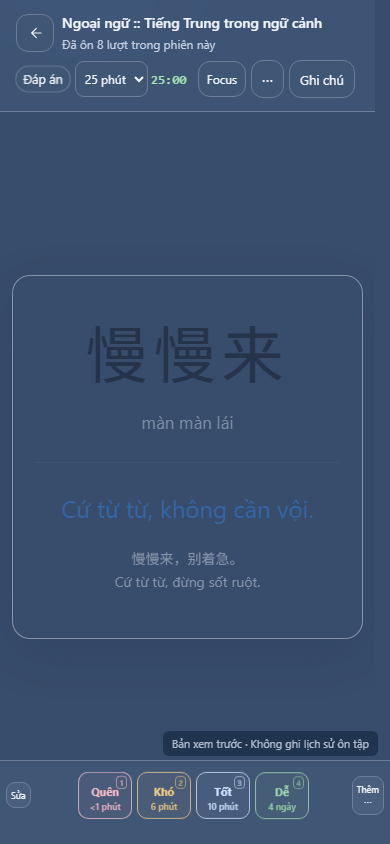 ←
Ngoại ngữ :: Tiếng Trung trong ngữ cảnh
Đã ôn 8 lượt trong phiên này
Đáp án
25 phút
25:00
Focus
...
Ghi chú
慢慢来
màn màn lái
Cứ từ từ, không cần vội.
慢慢来，别着急。
Cứ từ từ, đừng sốt ruột.
Bản xem trước · Không ghi lịch sử ôn tập
Sửa
Quên 1
<1 phút
Khó 2
6 phút
Tốt 3
10 phút
Dễ 4
4 ngày
Thêm
...